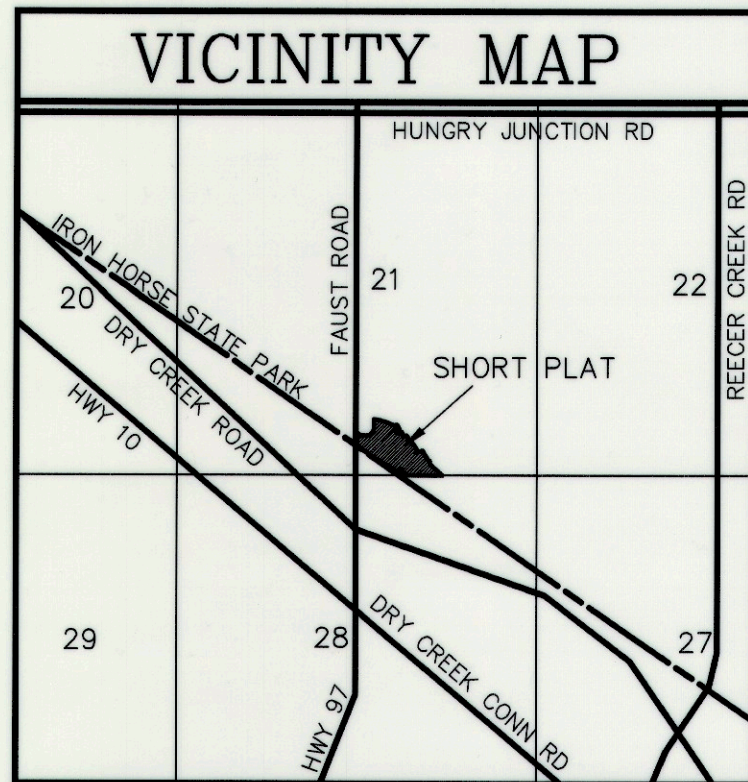 VICINITY MAP
HUNGRY JUNCTION RD
IRON HORSE STATE PARK
20
DRY CREEK ROAD
HWY 10
FAUST ROAD
21
22
REECER CREEK RD
SHORT PLAT
29
28
27
DRY CREEK CONN RD
HWY 97